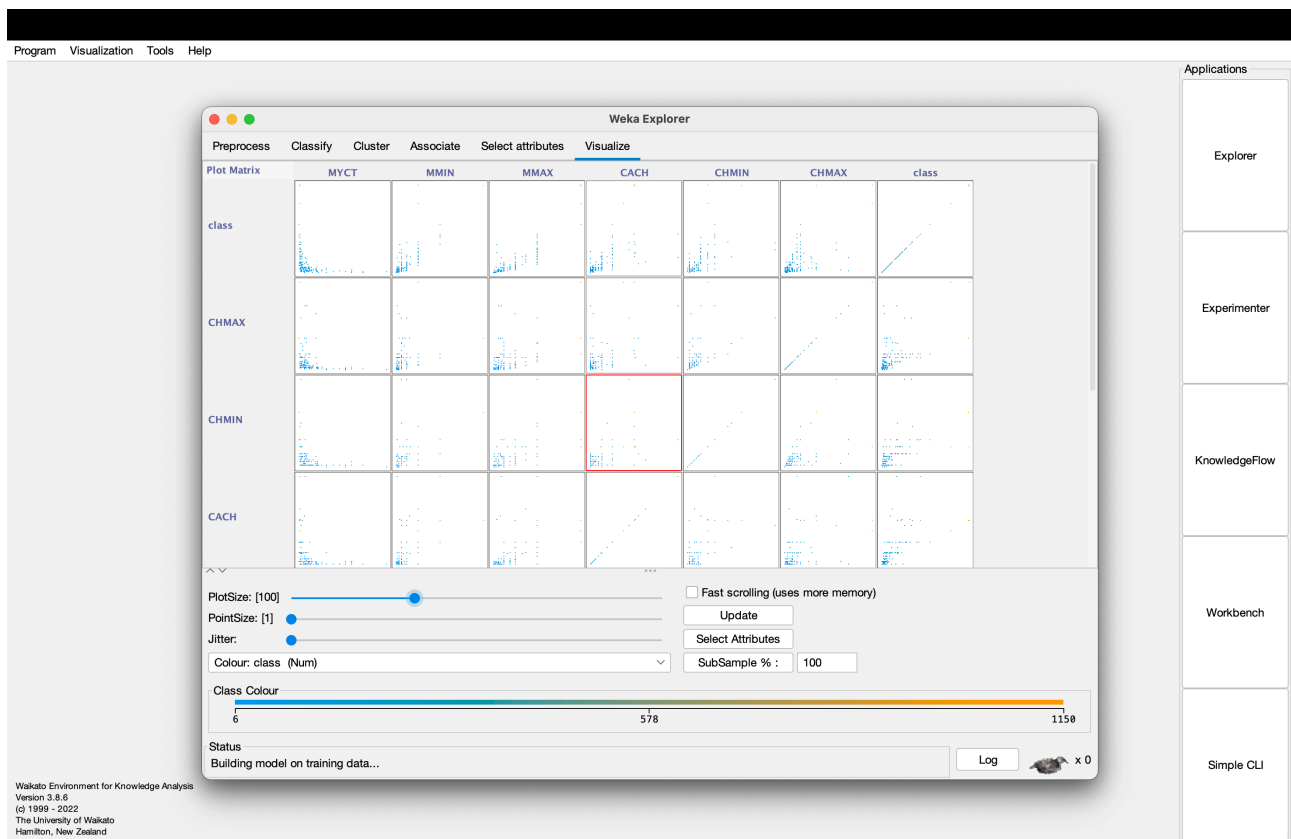 Program Visualization Tools Help
Applications
Weka Explorer
Preprocess Classify Cluster Associate Select attributes Visualize
Plot Matrix MYCT MMIN MMAX CACH CHMIN CHMAX class
class
CHMAX
CHMIN
CACH
PlotSize: [100]
Fast scrolling (uses more memory)
PointSize: [1]
Update
Jitter:
Select Attributes
Colour: class (Num)
SubSample % : 100
Class Colour
6 578 1150
Status
Building model on training data...
Log
x 0
Explorer
Experimenter
KnowledgeFlow
Workbench
Simple CLI
Waikato Environment for Knowledge Analysis
Version 3.8.6
(c) 1999 - 2022
The University of Waikato
Hamilton, New Zealand